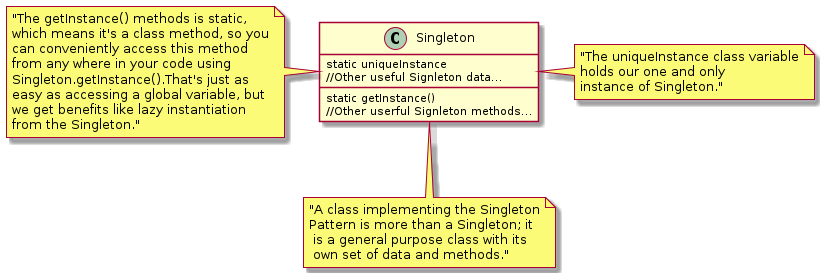 "The getInstance() methods is static,
which means it's a class method, so you
can conveniently access this method
from any where in your code using
Singleton.getInstance().That's just as
easy as accessing a global variable, but
we get benefits like lazy instantiation
from the Singleton."
C Singleton
static uniqueInstance
//Other useful Signleton data...
static getInstance()
//Other userful Signleton methods...
"The uniqueInstance class variable
holds our one and only
instance of Singleton."
"A class implementing the Singleton
Pattern is more than a Singleton; it
is a general purpose class with its
own set of data and methods."